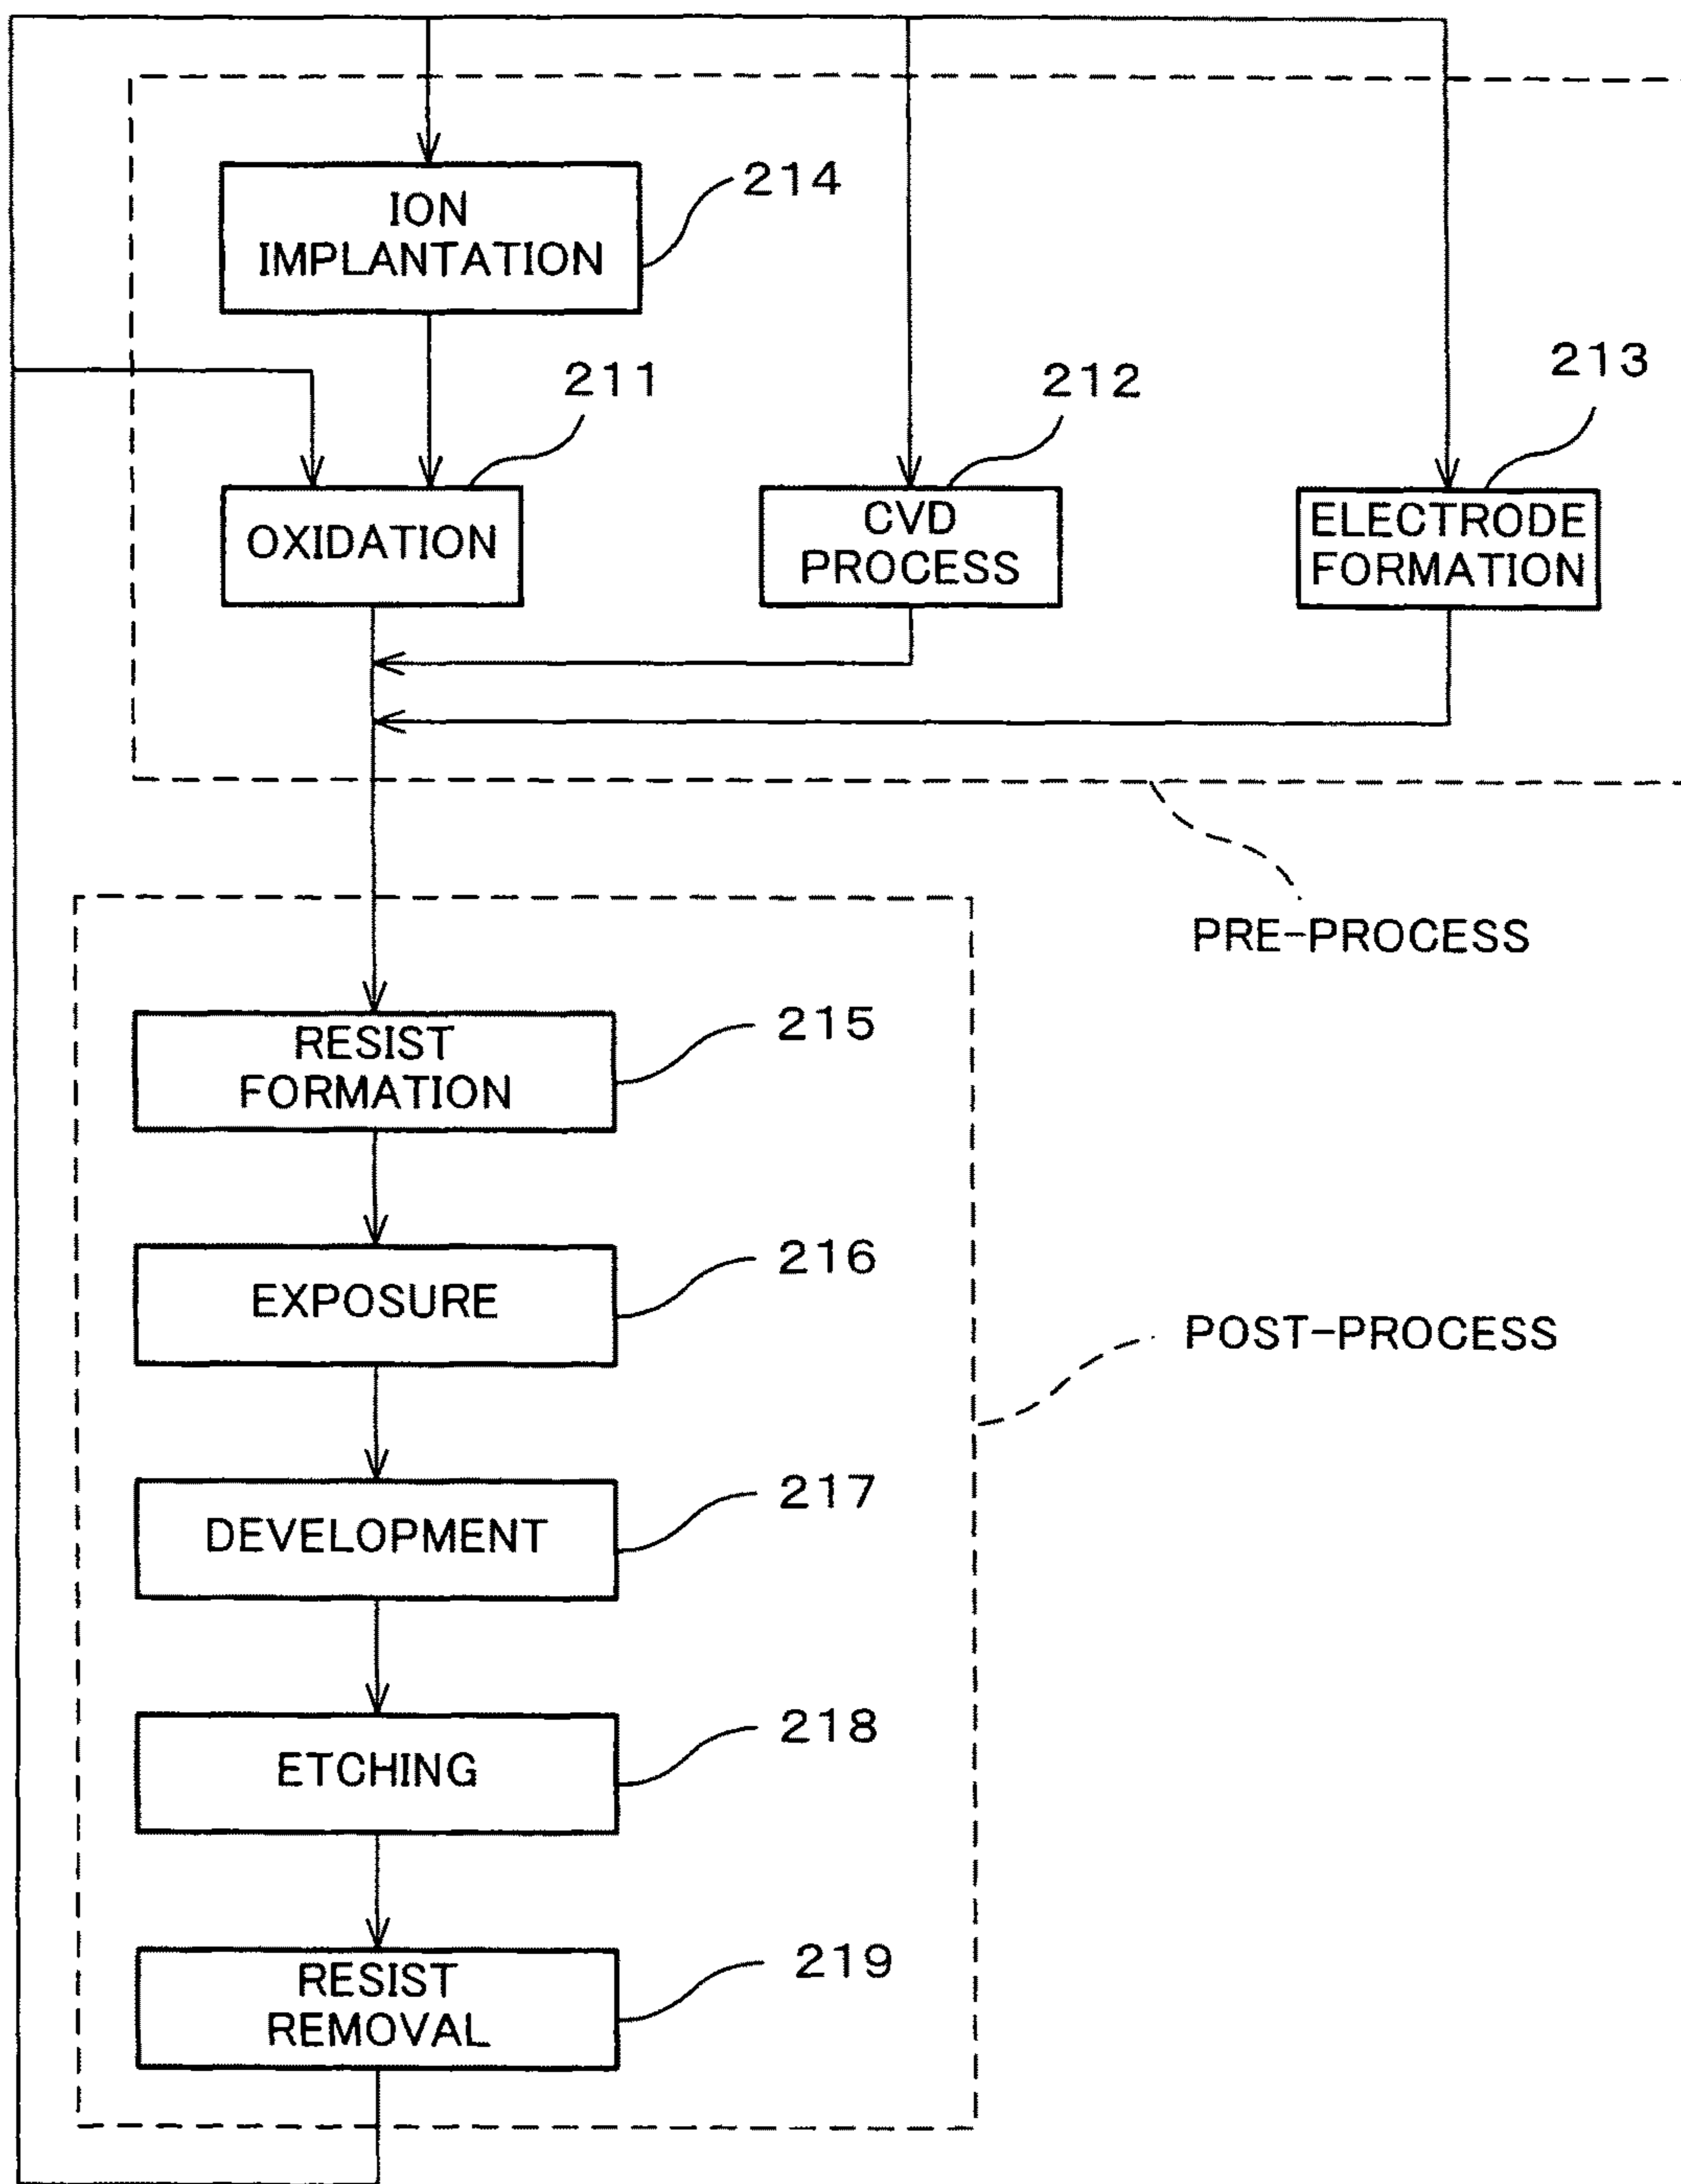 ION
IMPLANTATION
214
211
212
213
OXIDATION
CVD
PROCESS
ELECTRODE
FORMATION
PRE-PROCESS
RESIST
FORMATION
215
EXPOSURE
216
POST-PROCESS
DEVELOPMENT
217
ETCHING
218
RESIST
REMOVAL
219